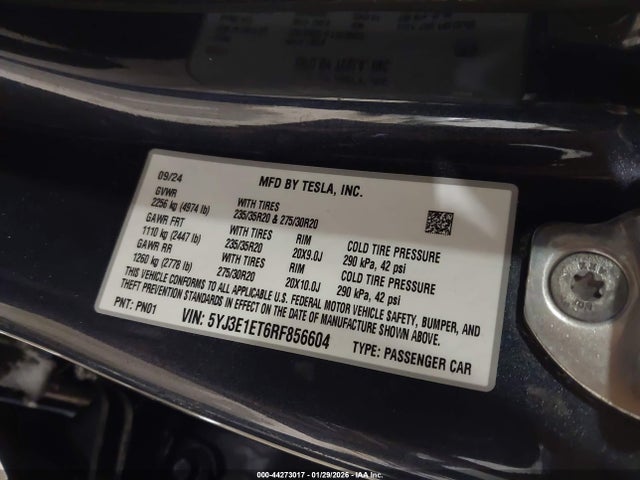 09/24
MFD BY TESLA, INC.
GVWR
2256 kg (4974 lb)
WITH TIRES
235/35R20 & 275/30R20
GAWR FRT
1110 kg (2447 lb)
WITH TIRES
235/35R20
RIM
20X9.0J
COLD TIRE PRESSURE
290 kPa, 42 psi
GAWR RR
1260 kg (2778 lb)
WITH TIRES
275/30R20
RIM
20X10.0J
COLD TIRE PRESSURE
290 kPa, 42 psi
THIS VEHICLE CONFORMS TO ALL APPLICABLE U.S. FEDERAL MOTOR VEHICLE SAFETY, BUMPER, AND
THEFT PREVENTION STANDARDS IN EFFECT ON THE DATE OF MANUFACTURE SHOWN ABOVE.
PNT: PN01
VIN: 5YJ3E1ET6RF856604
TYPE: PASSENGER CAR
000-44273017 - 01/29/2026 - © IAA Inc.